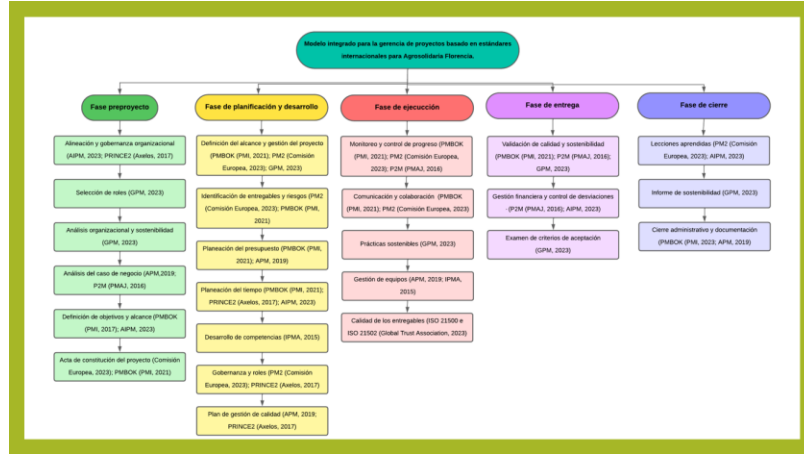 Modelo integrado para la gerencia de proyectos basado en estándares
internacionales para Agrosolidaria Florencia.
Fase preproyecto
Alineación y gobernanza organizacional
(AIPM, 2023; PRINCE2 (Axelos, 2017)
Selección de roles (GPM, 2023)
Análisis organizacional y sostenibilidad
(GPM, 2023)
Análisis del caso de negocio (APM,2019;
P2M (PMAJ, 2016)
Definición de objetivos y alcance (PMBOK
(PMI, 2017); AIPM, 2023)
Acta de constitución del proyecto (Comisión
Europea, 2023); PMBOK (PMI, 2021)
Fase de planificación y desarrollo
Definición del alcance y gestión del proyecto
(PMBOK (PMI, 2021); PM2 (Comisión
Europea, 2023); GPM, 2023)
Identificación de entregables y riesgos (PM2
(Comisión Europea, 2023); PMBOK (PMI,
2021)
Planeación del presupuesto (PMBOK (PMI,
2021); APM, 2019)
Planeación del tiempo (PMBOK (PMI, 2021);
PRINCE2 (Axelos, 2017); AIPM, 2023)
Desarrollo de competencias (IPMA, 2015)
Gobernanza y roles (PM2 (Comisión
Europea, 2023); PRINCE2 (Axelos, 2017)
Plan de gestión de calidad (APM, 2019;
PRINCE2 (Axelos, 2017)
Fase de ejecución
Monitoreo y control de progreso (PMBOK
(PMI, 2021); PM2 (Comisión Europea,
2023); P2M (PMAJ, 2016)
Comunicación y colaboración (PMBOK
(PMI, 2021); PM2 (Comisión Europea, 2023)
Prácticas sostenibles (GPM, 2023)
Gestión de equipos (APM, 2019; IPMA,
2015)
Calidad de los entregables (ISO 21500 e
ISO 21502 (Global Trust Association, 2023)
Fase de entrega
Validación de calidad y sostenibilidad
(PMBOK (PMI, 2021); P2M (PMAJ, 2016);
GPM, 2023)
Gestión financiera y control de desviaciones
- (P2M (PMAJ, 2016); AIPM, 2023)
Examen de criterios de aceptación
(GPM, 2023)
Fase de cierre
Lecciones aprendidas (PM2 (Comisión
Europea, 2023); AIPM, 2023)
Informe de sostenibilidad (GPM, 2023)
Cierre administrativo y documentación
(PMBOK (PMI, 2023; APM, 2019)